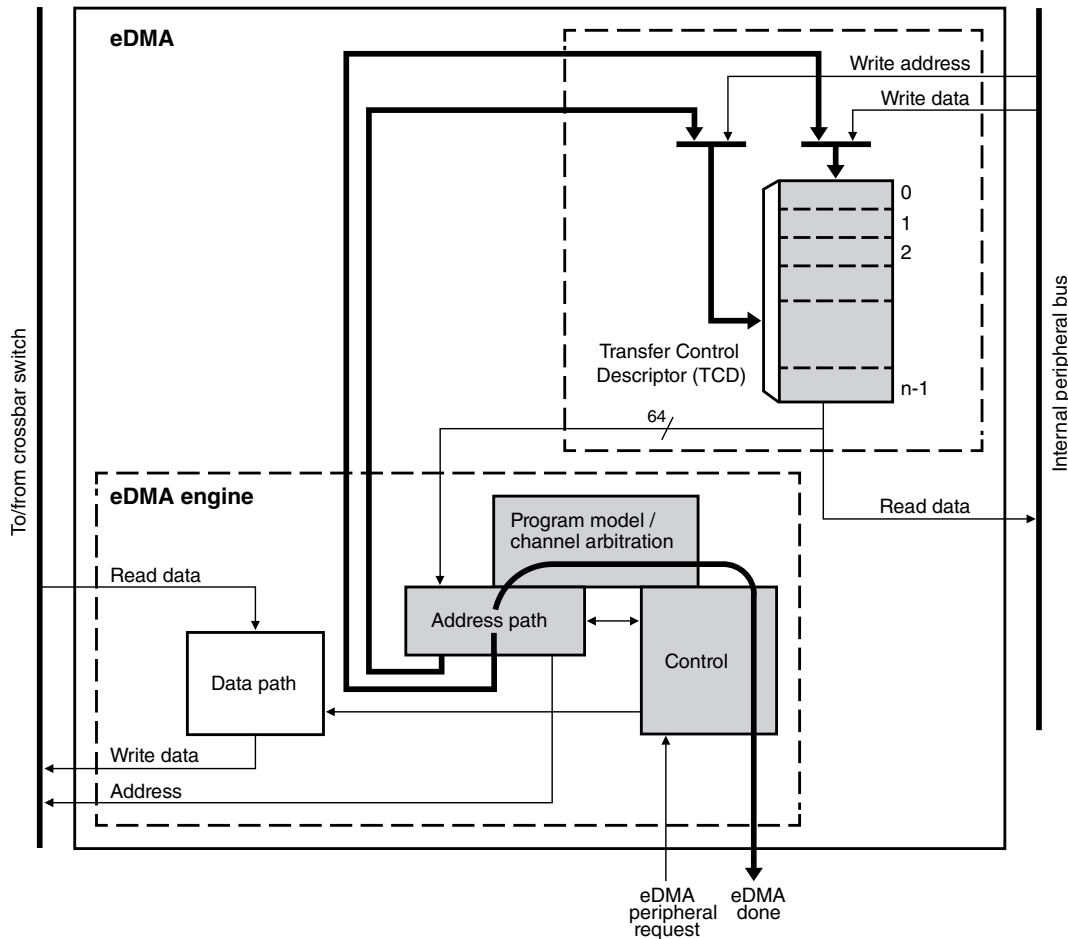 eDMA
Write address
Write data
0
1
2
n-1
Transfer Control
Descriptor (TCD)
64
To/from crossbar switch
Internal peripheral bus
eDMA engine
Program model /
channel arbitration
Read data
Read data
Address path
Control
Data path
Write data
Address
eDMA
peripheral
request
eDMA
done